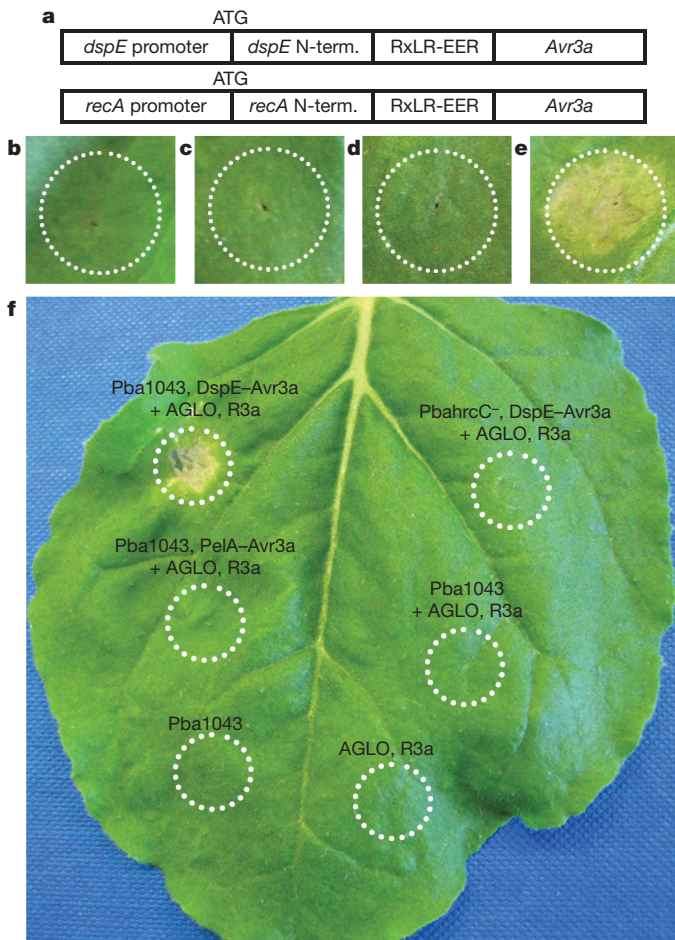 a
ATG
dspE promoter
dspE N-term.
RxLR-EER
Avr3a
ATG
recA promoter
recA N-term.
RxLR-EER
Avr3a
b
c
d
e
f
Pba1043, DspE–Avr3a
+ AGLO, R3a
PbahrcC–, DspE–Avr3a
+ AGLO, R3a
Pba1043, PelA–Avr3a
+ AGLO, R3a
Pba1043
+ AGLO, R3a
Pba1043
AGLO, R3a